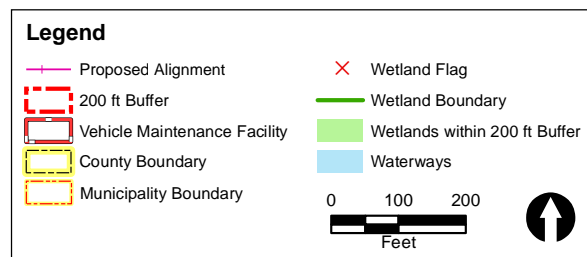 Legend
Proposed Alignment
200 ft Buffer
Vehicle Maintenance Facility
County Boundary
Municipality Boundary
Wetland Flag
Wetland Boundary
Wetlands within 200 ft Buffer
Waterways
0 100 200
Feet